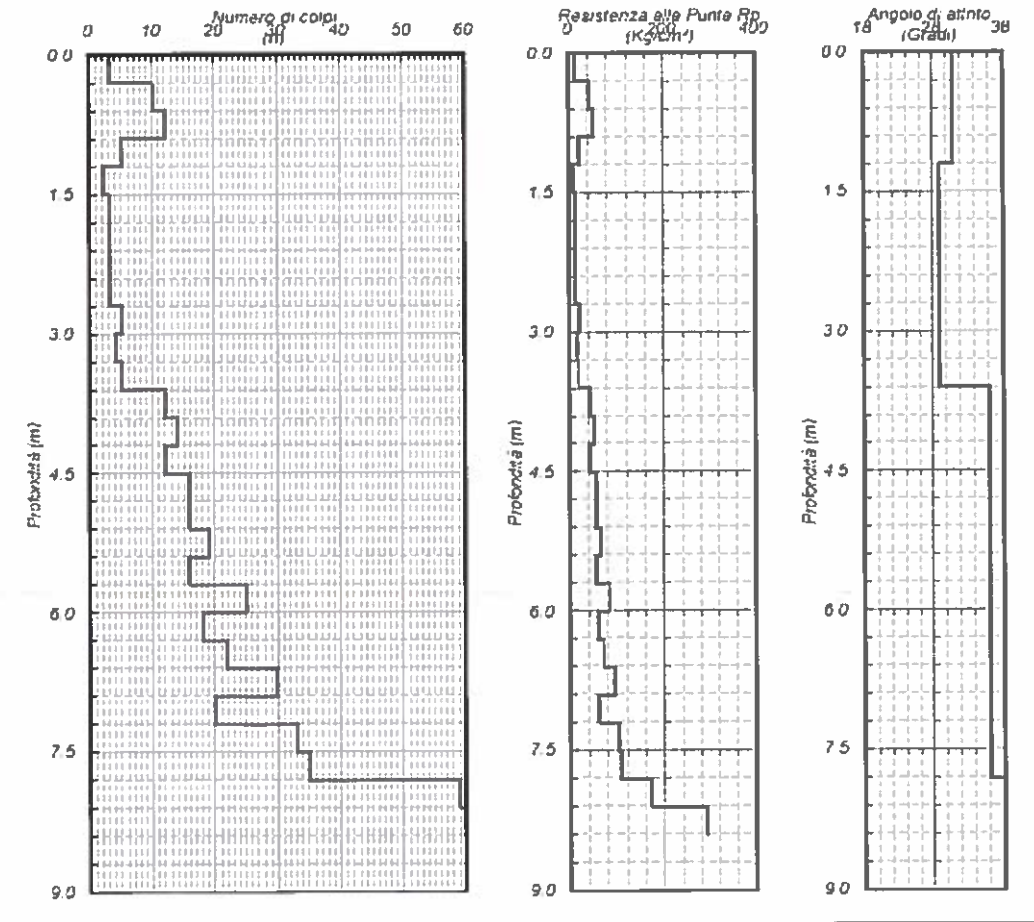 Numero di colpi
(n)
0 10 20 30 40 50 60
0.0
1.5
3.0
4.5
6.0
7.5
9.0
Profondità (m)
Resistenza alla Punta Rp
(Kg/cm²)
0 200 400
0.0
1.5
3.0
4.5
6.0
7.5
9.0
Profondità (m)
Angolo di attrito
(Gradi)
18 28 38
0.0
1.5
3.0
4.5
6.0
7.5
9.0
Profondità (m)